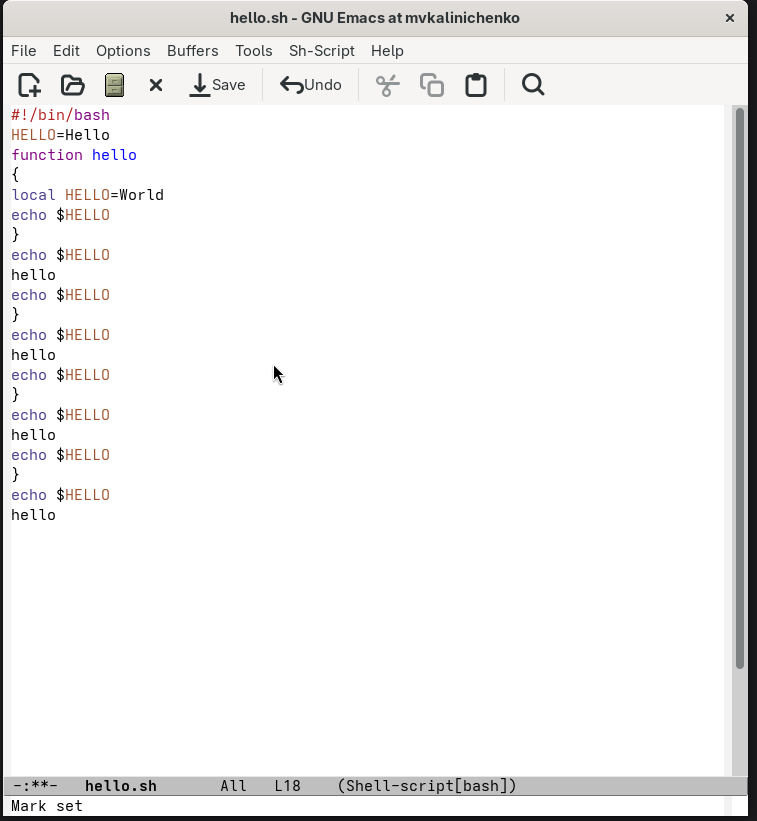 hello.sh - GNU Emacs at mvkalinichenko
File Edit Options Buffers Tools Sh-Script Help
Save Undo
#!/bin/bash
HELLO=Hello
function hello
{
local HELLO=World
echo $HELLO
}
echo $HELLO
hello
echo $HELLO
}
echo $HELLO
hello
echo $HELLO
}
echo $HELLO
hello
echo $HELLO
}
echo $HELLO
hello
-:**- hello.sh All L18 (Shell-script[bash])
Mark set